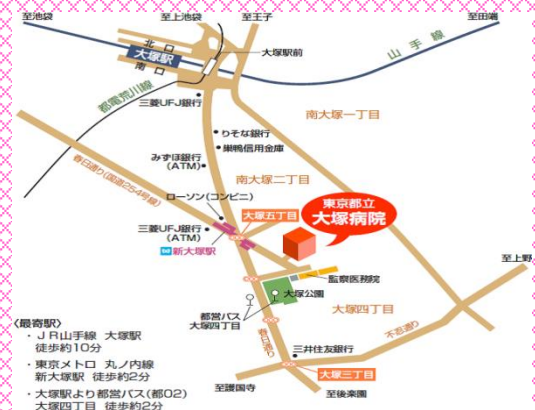 至池袋
至上池袋
至王子
至田端
北口
大塚駅
南口
大塚駅前
山手線
都電荒川線
三菱UFJ銀行
南大塚一丁目
りそな銀行
巣鴨信用金庫
みずほ銀行
(ATM)
春日通り(国道254号線)
南大塚二丁目
ローソン(コンビニ)
東京都立
大塚病院
大塚五丁目
三菱UFJ銀行
(ATM)
新大塚駅
至上野
監察医務院
大塚公園
都営バス
大塚四丁目
大塚四丁目
春日通り
不忍通り
三井住友銀行
大塚三丁目
至護国寺
至後楽園
〈最寄駅〉
・JR山手線 大塚駅
徒歩約10分
・東京メトロ 丸ノ内線
新大塚駅 徒歩約2分
・大塚駅より都営バス(都02)
大塚四丁目 徒歩約2分